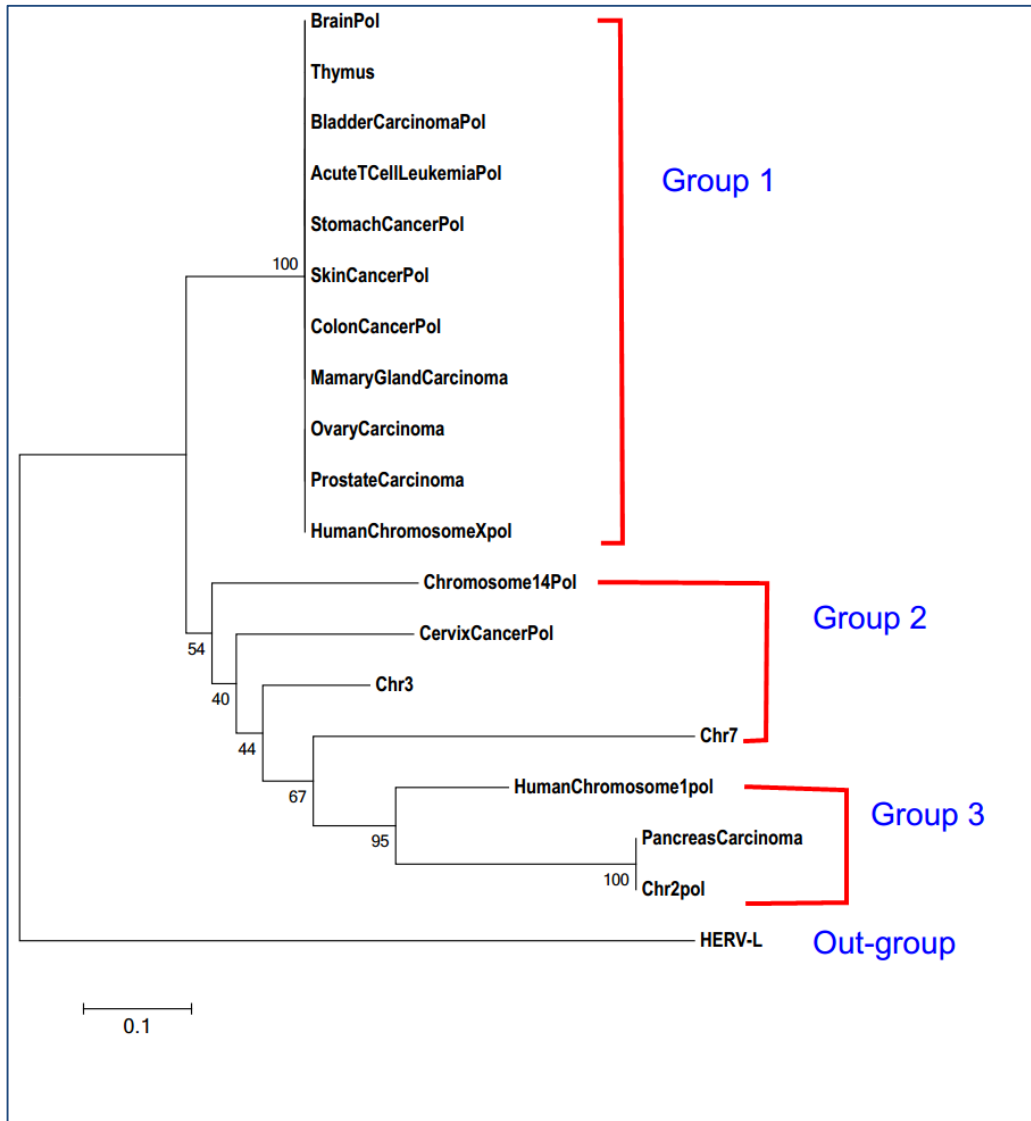 BrainPol
Thymus
BladderCarcinomaPol
AcuteTCellLeukemiaPol
Group 1
StomachCancerPol
100
SkinCancerPol
ColonCancerPol
MamaryGlandCarcinoma
OvaryCarcinoma
ProstateCarcinoma
HumanChromosomeXpol
Chromosome14Pol
Group 2
54
CervixCancerPol
40
Chr3
44
Chr7
67
HumanChromosome1pol
Group 3
95
PancreasCarcinoma
100
Chr2pol
HERV-L
Out-group
0.1